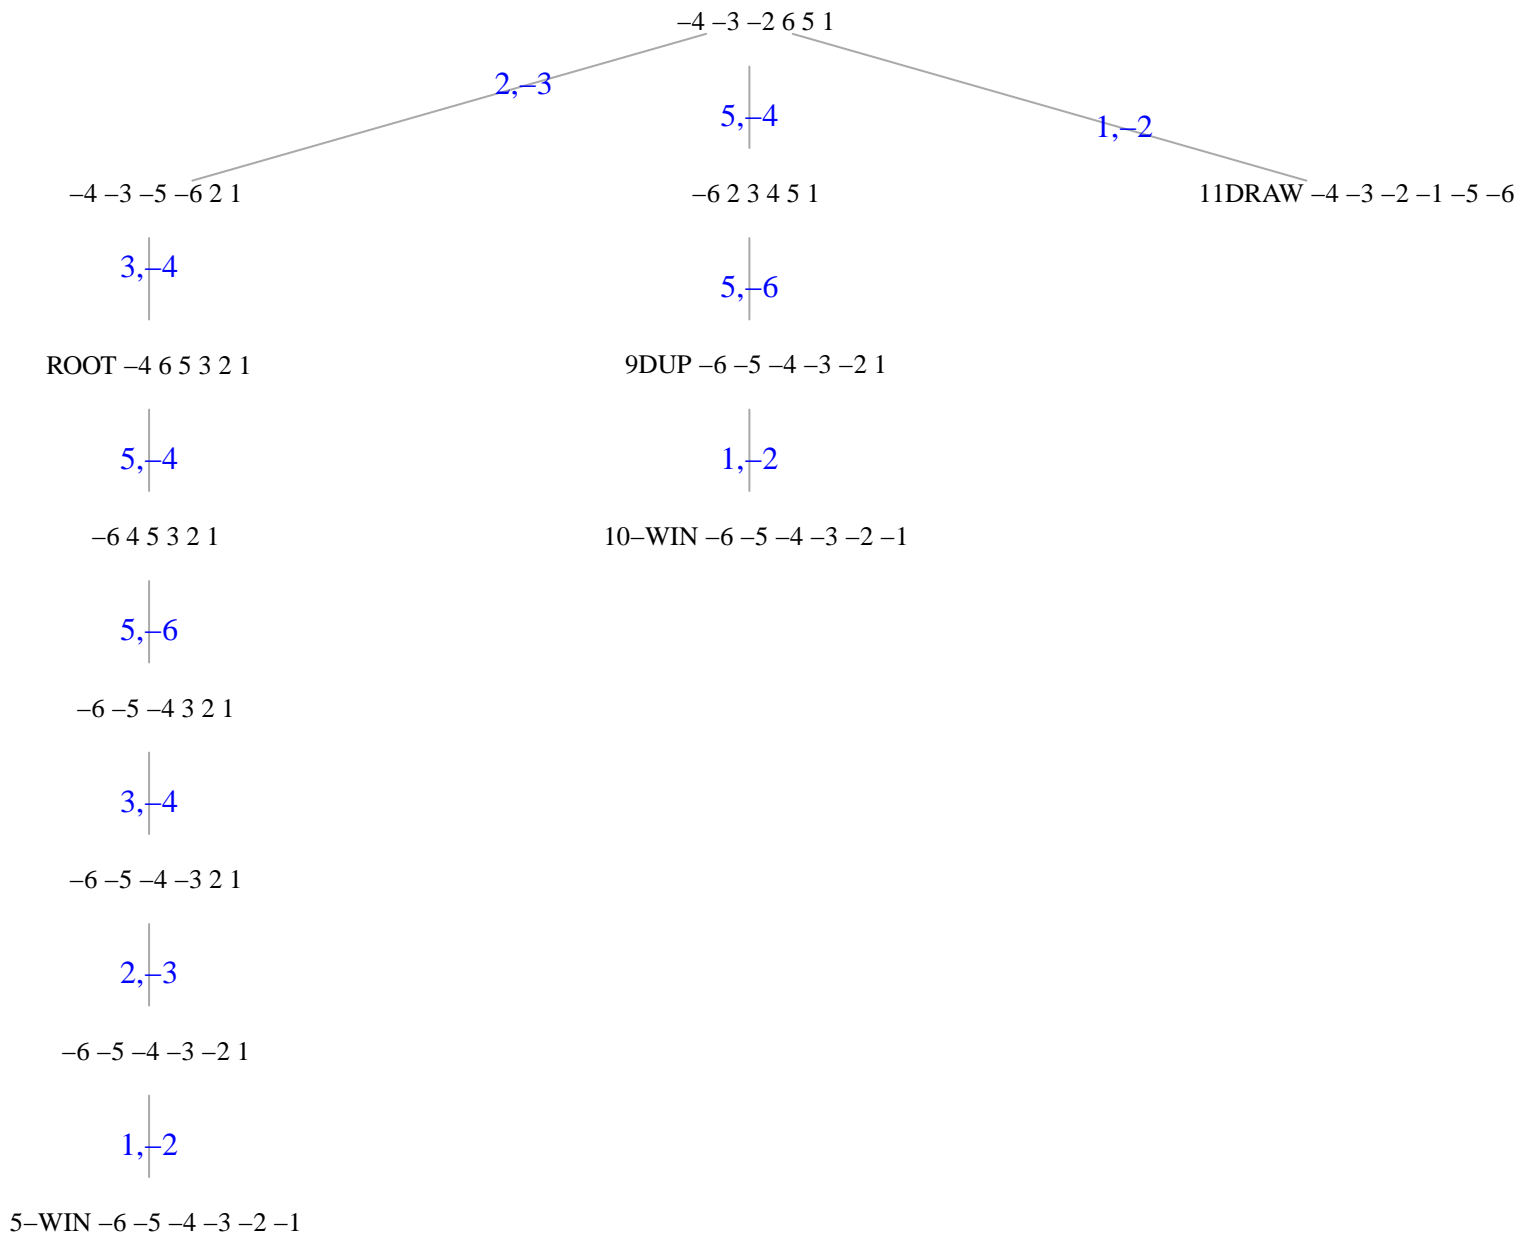 –4 –3 –2 6 5 1
2,–3
5,–4
1,–2
–4 –3 –5 –6 2 1
–6 2 3 4 5 1
11DRAW –4 –3 –2 –1 –5 –6
3,–4
5,–6
ROOT –4 6 5 3 2 1
9DUP –6 –5 –4 –3 –2 1
5,–4
1,–2
–6 4 5 3 2 1
10–WIN –6 –5 –4 –3 –2 –1
5,–6
–6 –5 –4 3 2 1
3,–4
–6 –5 –4 –3 2 1
2,–3
–6 –5 –4 –3 –2 1
1,–2
5–WIN –6 –5 –4 –3 –2 –1